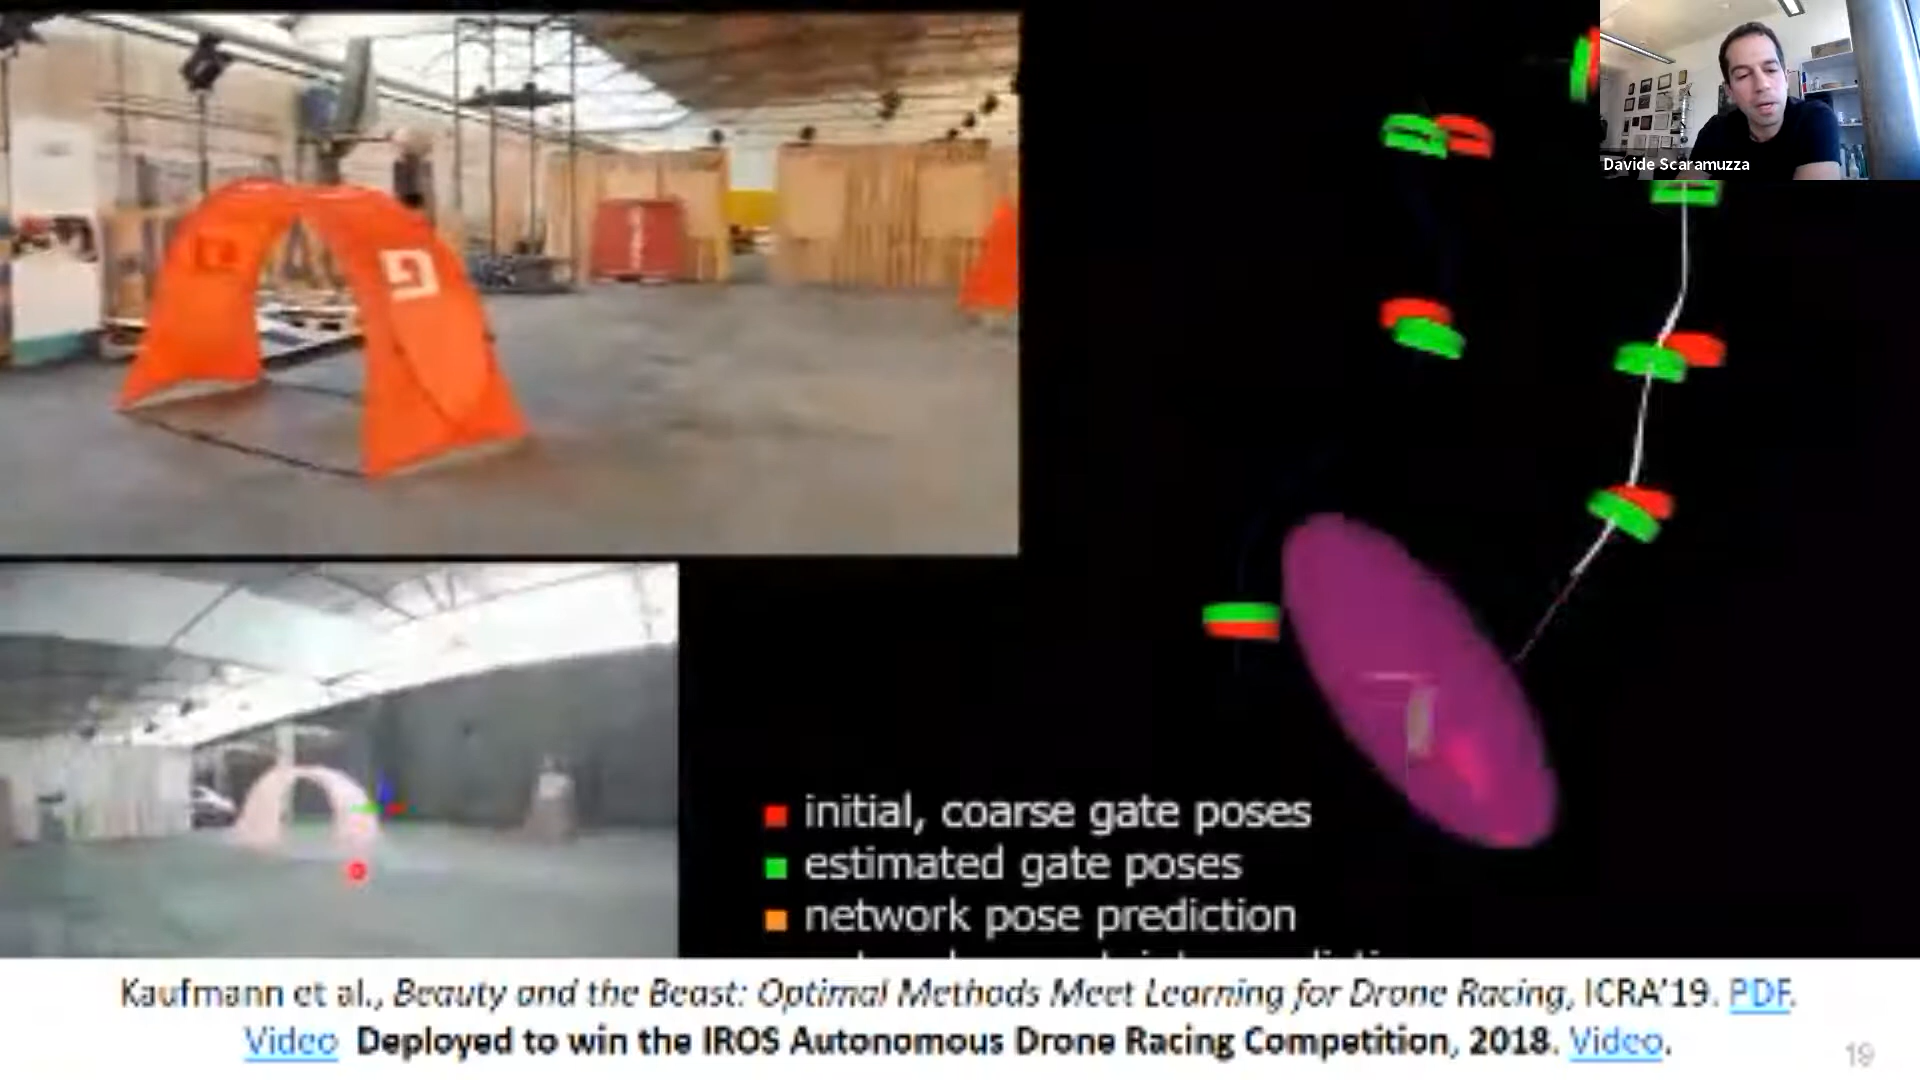 Davide Scaramuzza
G
initial, coarse gate poses
estimated gate poses
network pose prediction
Kaufmann et al., Beauty and the Beast: Optimal Methods Meet Learning for Drone Racing, ICRA’19. PDF.
Video Deployed to win the IROS Autonomous Drone Racing Competition, 2018. Video.
19